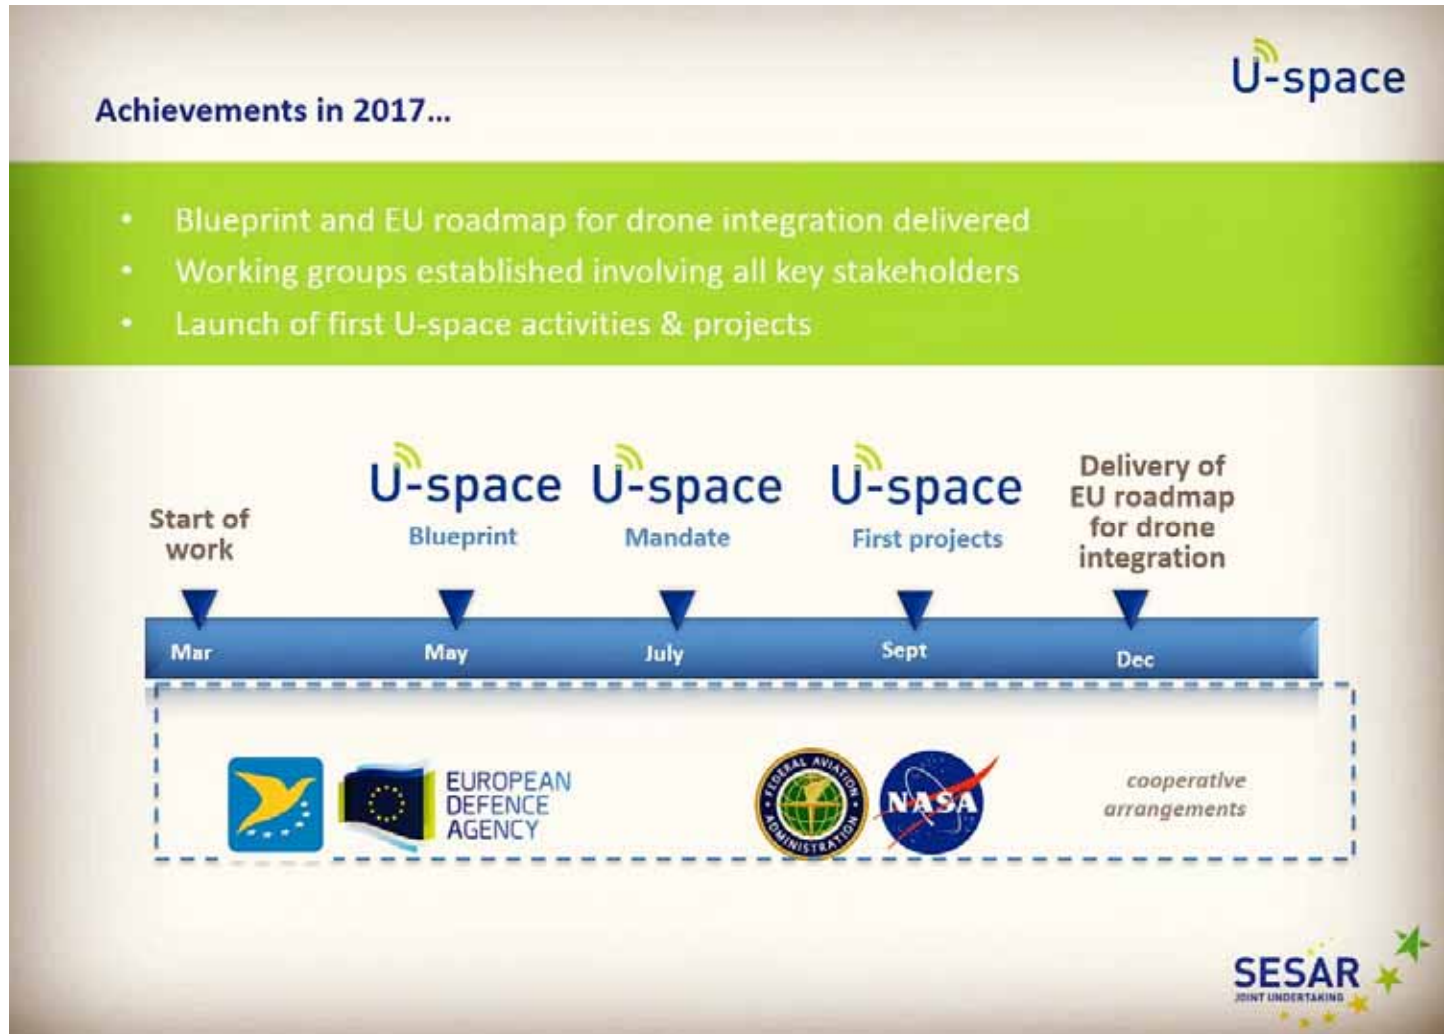 U-space
Achievements in 2017...
• Blueprint and EU roadmap for drone integration delivered
• Working groups established involving all key stakeholders
• Launch of first U-space activities & projects
Start of
work
U-space
Blueprint
U-space
Mandate
U-space
First projects
Delivery of
EU roadmap
for drone
integration
Mar
May
July
Sept
Dec
EUROPEAN
DEFENCE
AGENCY
FEDERAL AVIATION
ADMINISTRATION
NASA
cooperative
arrangements
SESAR
JOINT UNDERTAKING